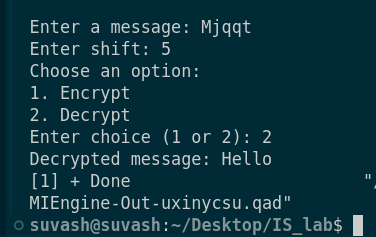 Enter a message: Mjqqt
Enter shift: 5
Choose an option:
1. Encrypt
2. Decrypt
Enter choice (1 or 2): 2
Decrypted message: Hello
[1] + Done                       "/
MIEngine-Out-uxinycsu.qad"
suvash@suvash:~/Desktop/IS_lab$